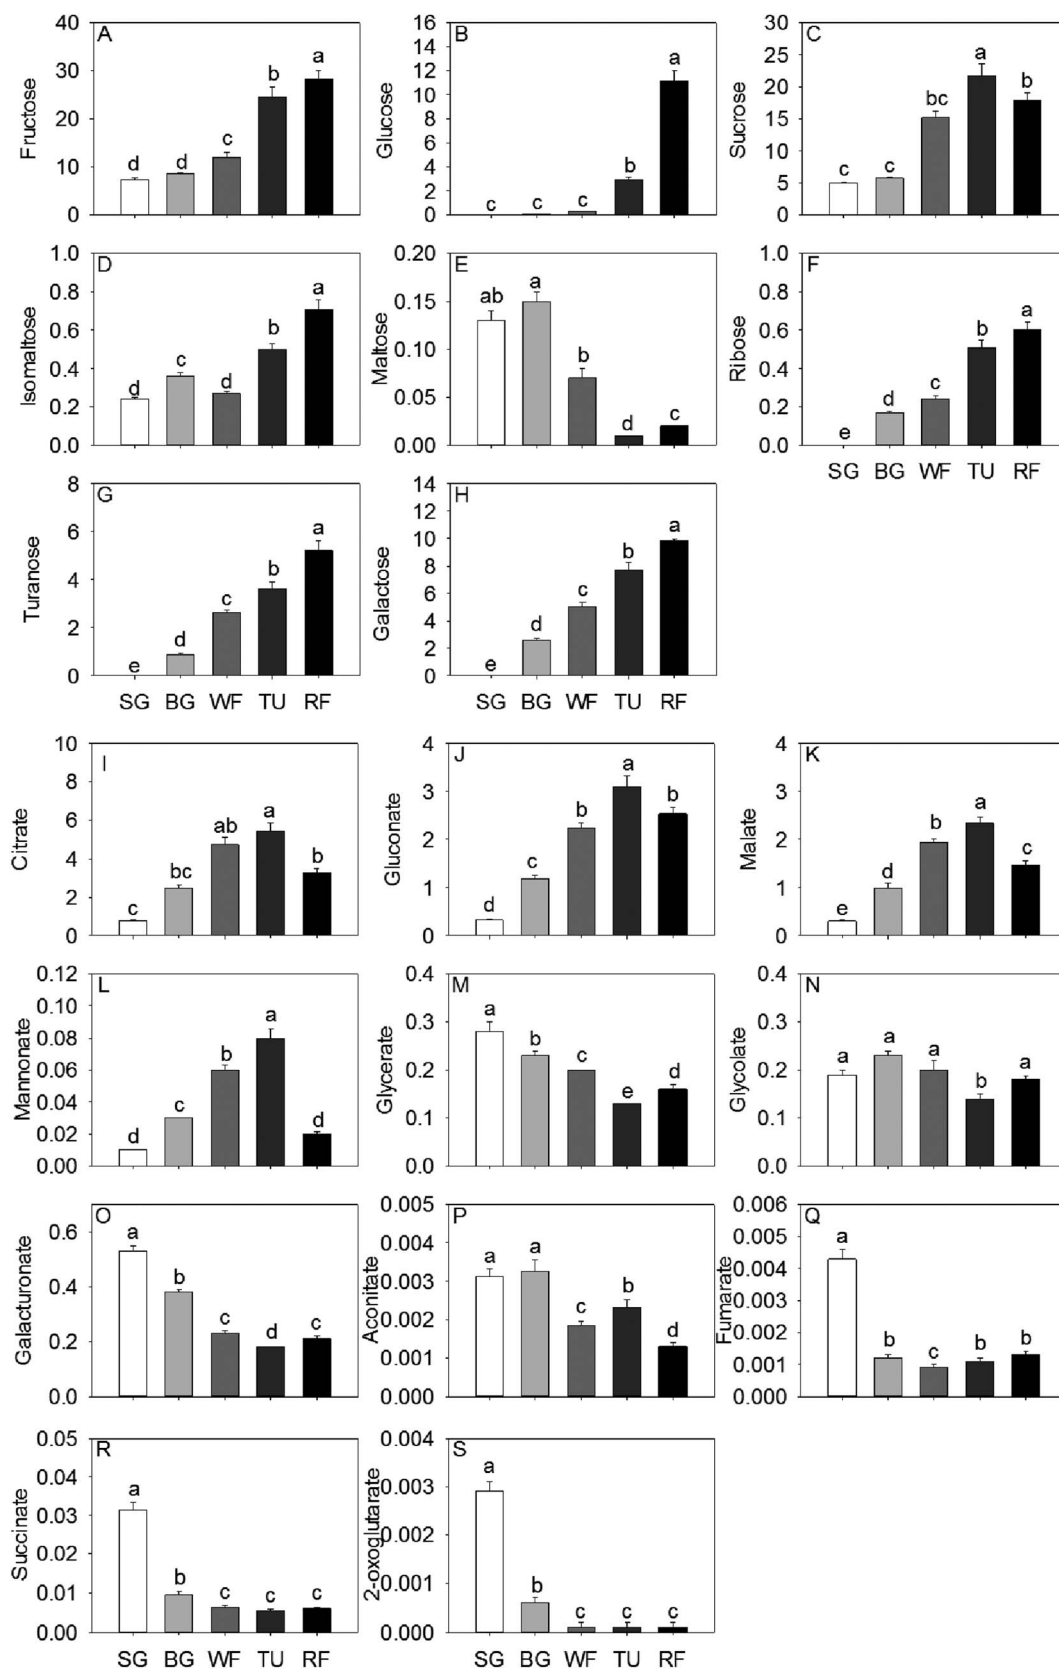 A
Fructose
40
30
20
10
0
d d c b a
B
Glucose
16
14
12
10
8
6
4
2
0
c c c b a
C
Sucrose
30
25
20
15
10
5
0
c c bc a b
D
Isomaltose
1.0
0.8
0.6
0.4
0.2
0.0
d c d b a
E
Maltose
0.20
0.15
0.10
0.05
0.00
ab a b d c
F
Ribose
1.0
0.8
0.6
0.4
0.2
0.0
e d c b a
SG BG WF TU RF
G
Turanose
8
6
4
2
0
e d c b a
SG BG WF TU RF
H
Galactose
14
12
10
8
6
4
2
0
e d c b a
SG BG WF TU RF
I
Citrate
10
8
6
4
2
0
c bc ab a b
J
Gluconate
4
3
2
1
0
d c b a b
K
Malate
4
3
2
1
0
e d b a c
L
Mannonate
0.12
0.10
0.08
0.06
0.04
0.02
0.00
d c b a d
M
Glycerate
0.4
0.3
0.2
0.1
0.0
a b c e d
N
Glycolate
0.4
0.3
0.2
0.1
0.0
a a a b a
O
Galacturonate
0.6
0.4
0.2
0.0
a b c d c
P
Aconitate
0.005
0.004
0.003
0.002
0.001
0.000
a a c b d
Q
Fumarate
0.006
0.005
0.004
0.003
0.002
0.001
0.000
a b c b b
R
Succinate
0.05
0.04
0.03
0.02
0.01
0.00
a b c c c
SG BG WF TU RF
S
2-oxoglutarate
0.004
0.003
0.002
0.001
0.000
a b c c c
SG BG WF TU RF